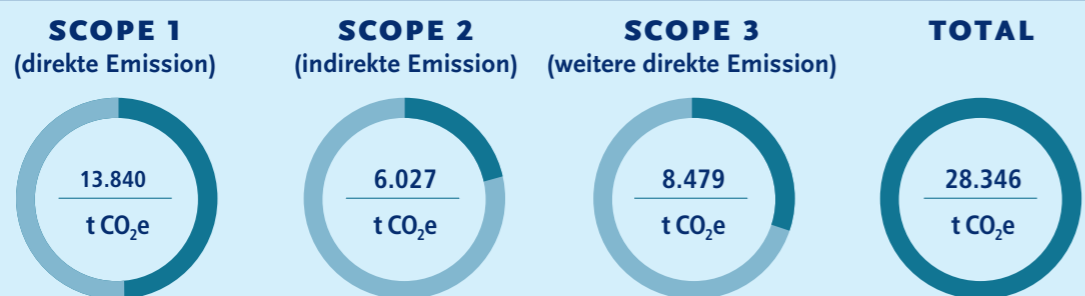 SCOPE 1
(direkte Emission)
13.840
t CO₂e
SCOPE 2
(indirekte Emission)
6.027
t CO₂e
SCOPE 3
(weitere direkte Emission)
8.479
t CO₂e
TOTAL
28.346
t CO₂e